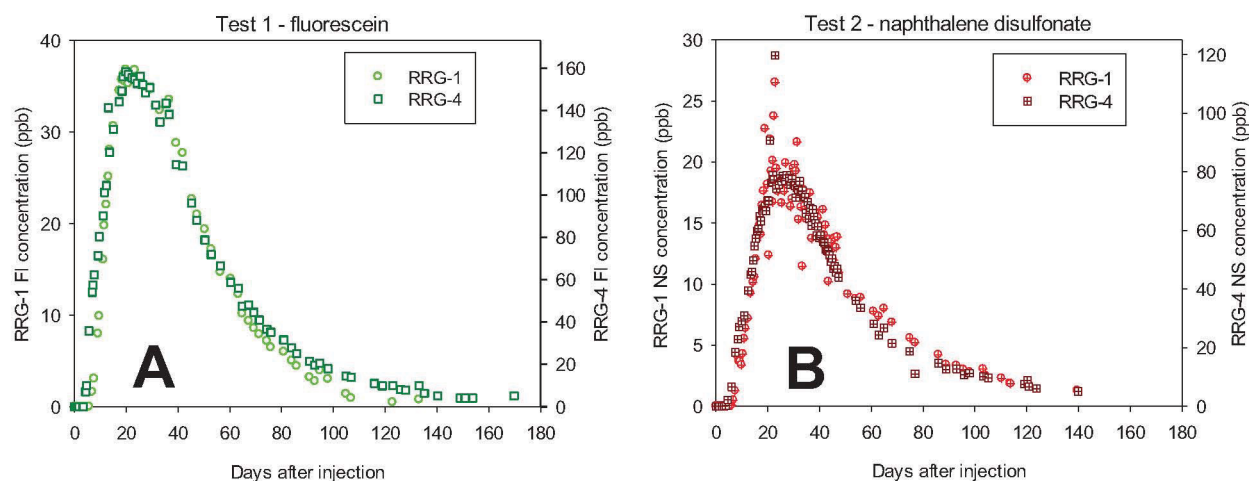 Test 1 - fluorescein
RRG-1 Fl concentration (ppb)
40
30
20
10
0
RRG-1
RRG-4
A
160
140
120
100
80
60
40
20
0
RRG-4 Fl concentration (ppb)
0 20 40 60 80 100 120 140 160 180
Days after injection
Test 2 - naphthalene disulfonate
RRG-1 NS concentration (ppb)
30
25
20
15
10
5
0
RRG-1
RRG-4
B
120
100
80
60
40
20
0
RRG-4 NS concentration (ppb)
0 20 40 60 80 100 120 140 160 180
Days after injection